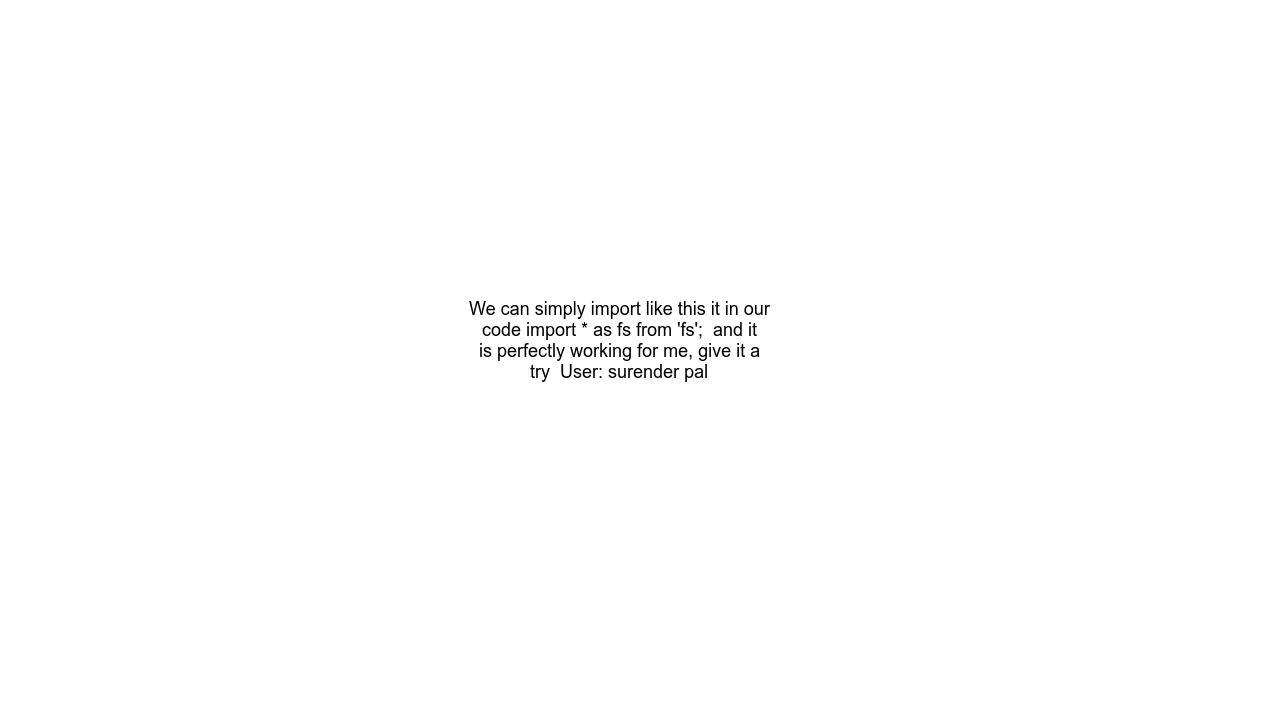 We can simply import like this it in our
code import * as fs from 'fs';  and it
is perfectly working for me, give it a
try  User: surender pal